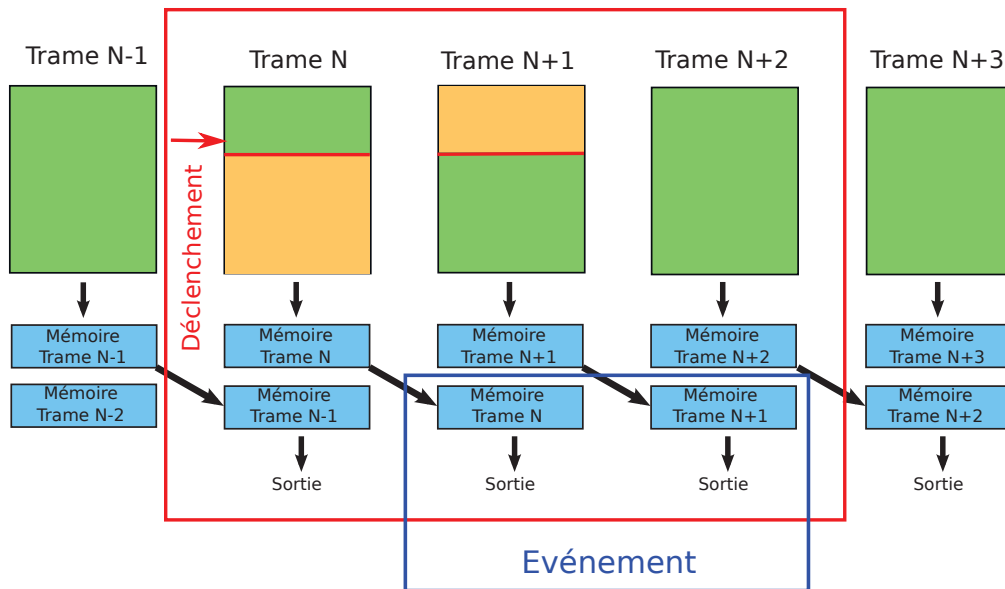 Trame N-1
Trame N
Trame N+1
Trame N+2
Trame N+3
Déclenchement
Mémoire
Trame N-1
Mémoire
Trame N
Mémoire
Trame N+1
Mémoire
Trame N+2
Mémoire
Trame N+3
Mémoire
Trame N-2
Mémoire
Trame N-1
Mémoire
Trame N
Mémoire
Trame N+1
Mémoire
Trame N+2
Sortie
Sortie
Sortie
Sortie
Evénement